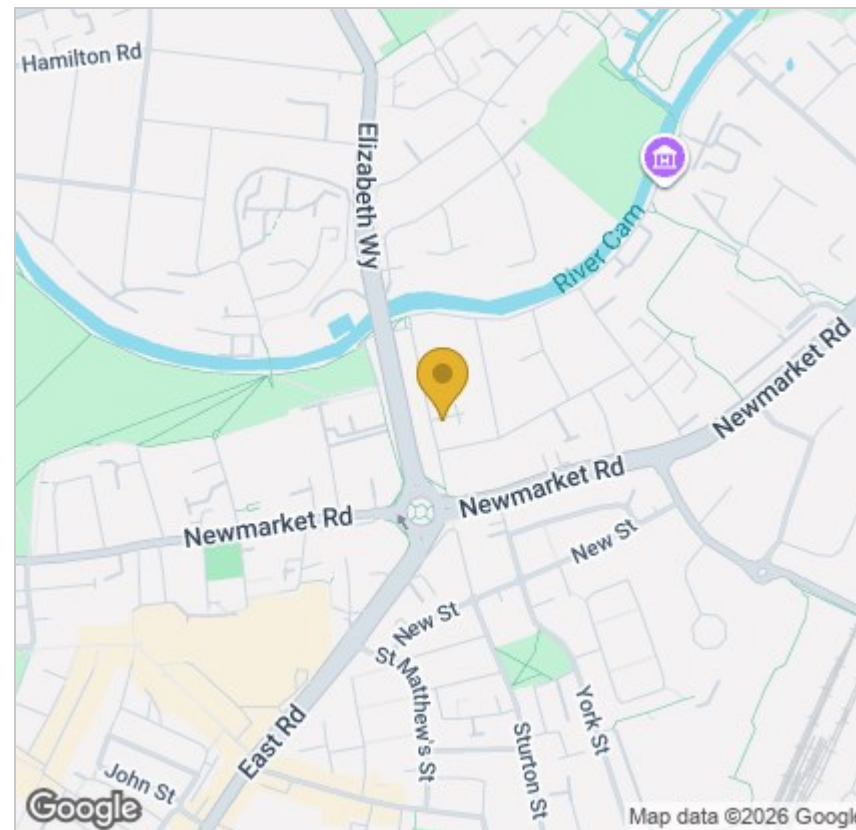 Hamilton Rd
Elizabeth Wy
River Cam
Newmarket Rd
Newmarket Rd
Newmarket Rd
New St
New St
St Matthew's St
East Rd
York St
Sturton St
John St
Google
Map data ©2026 Google